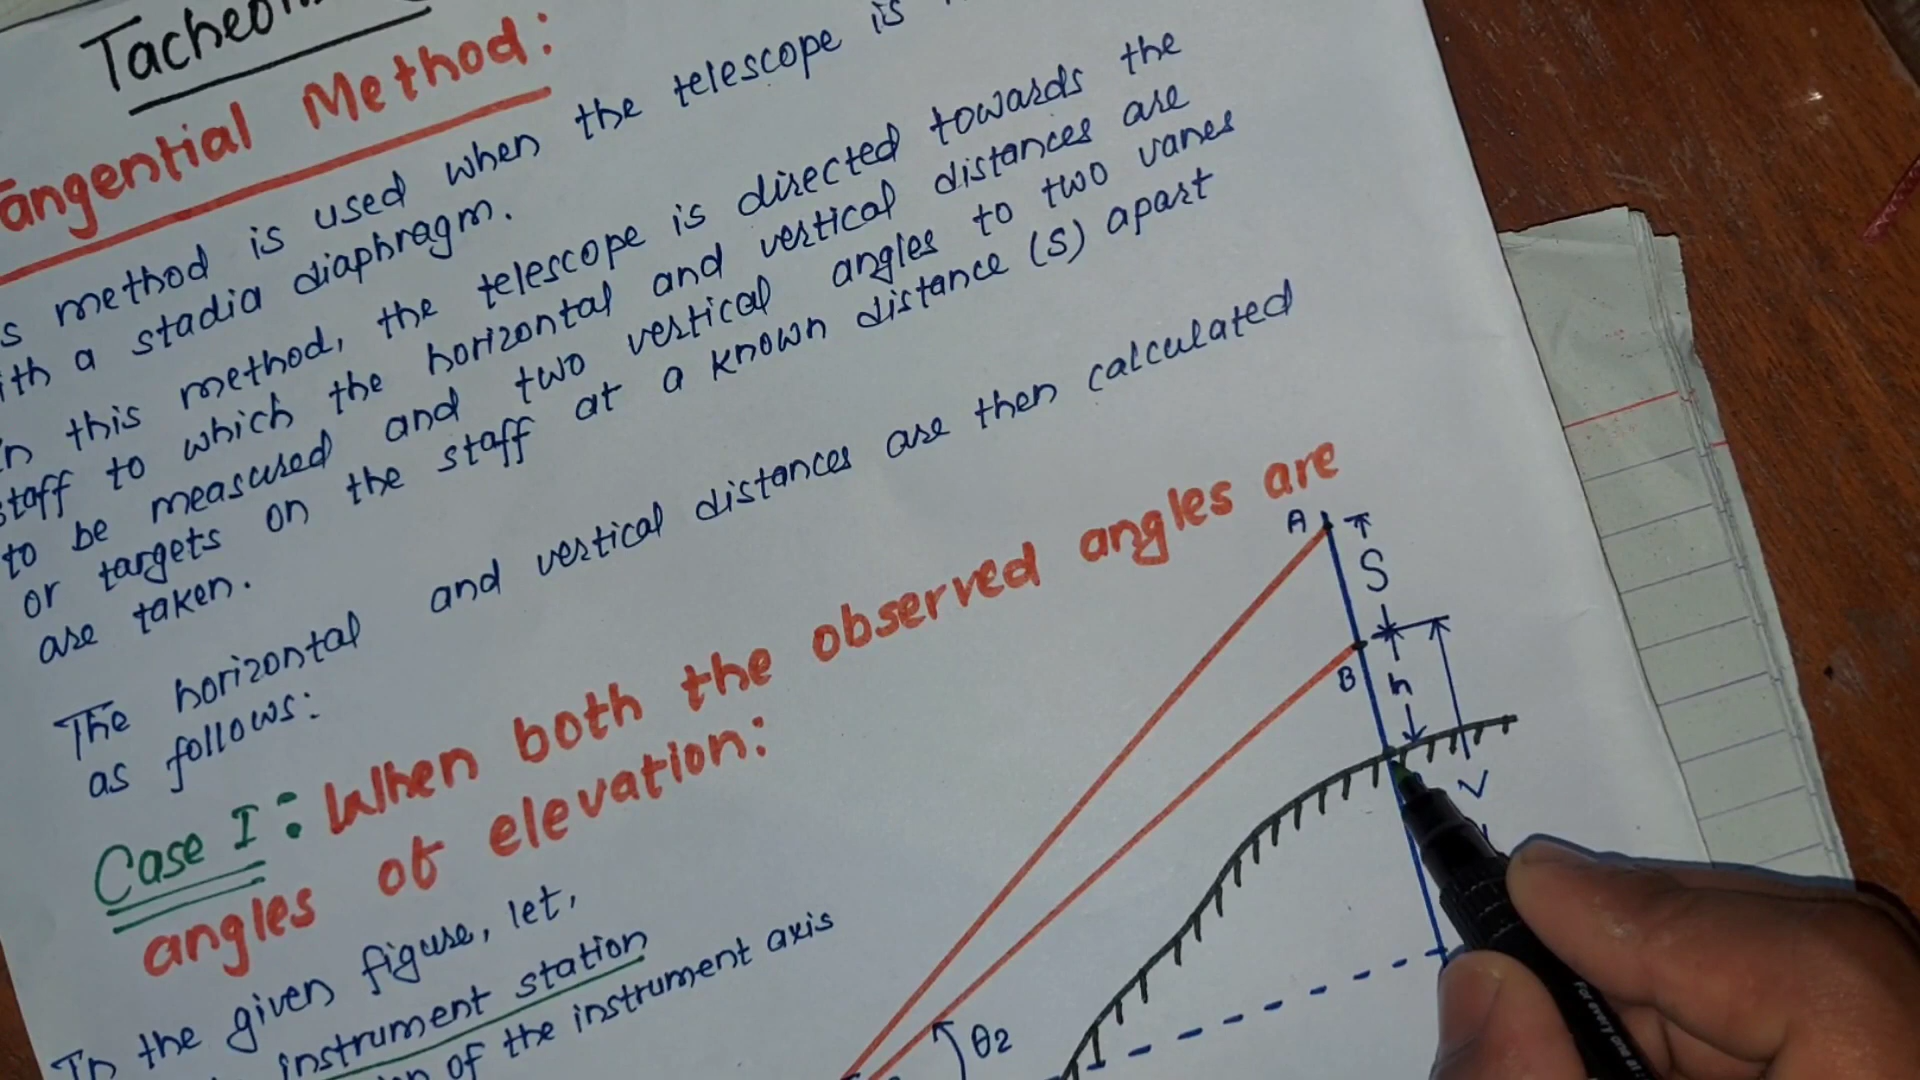 Tacheo
Tangential Method:
s method is used when the telescope is
ith a stadia diaphragm.
In this method, the telescope is directed towards the
staff to which the horizontal and vertical distances are
to be measured and two vertical angles to two vanes
or targets on the staff at a known distance (S) apart
are taken.
The horizontal and vertical distances are then calculated
as follows:
Case I: When both the observed angles are
angles of elevation:
In the given figure, let,
instrument station
of the instrument axis
A
S
B
h
V
θ2